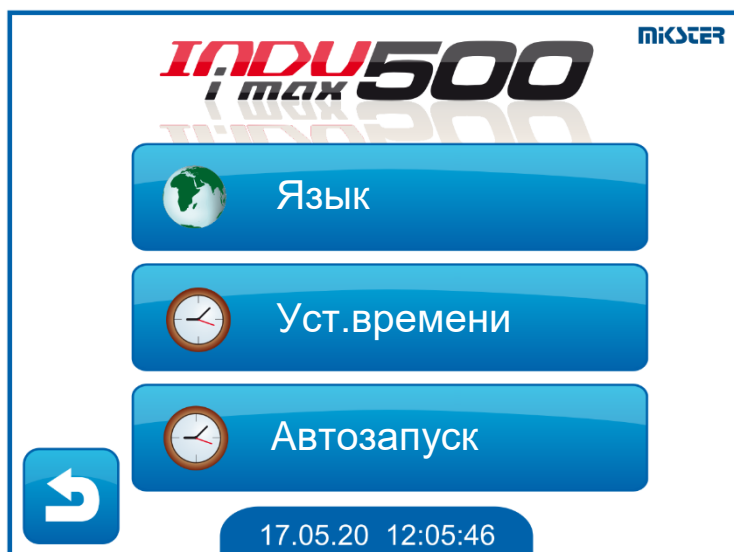 MIKSTER
INDU
i max 500
Язык
Уст.времени
Автозапуск
17.05.20 12:05:46